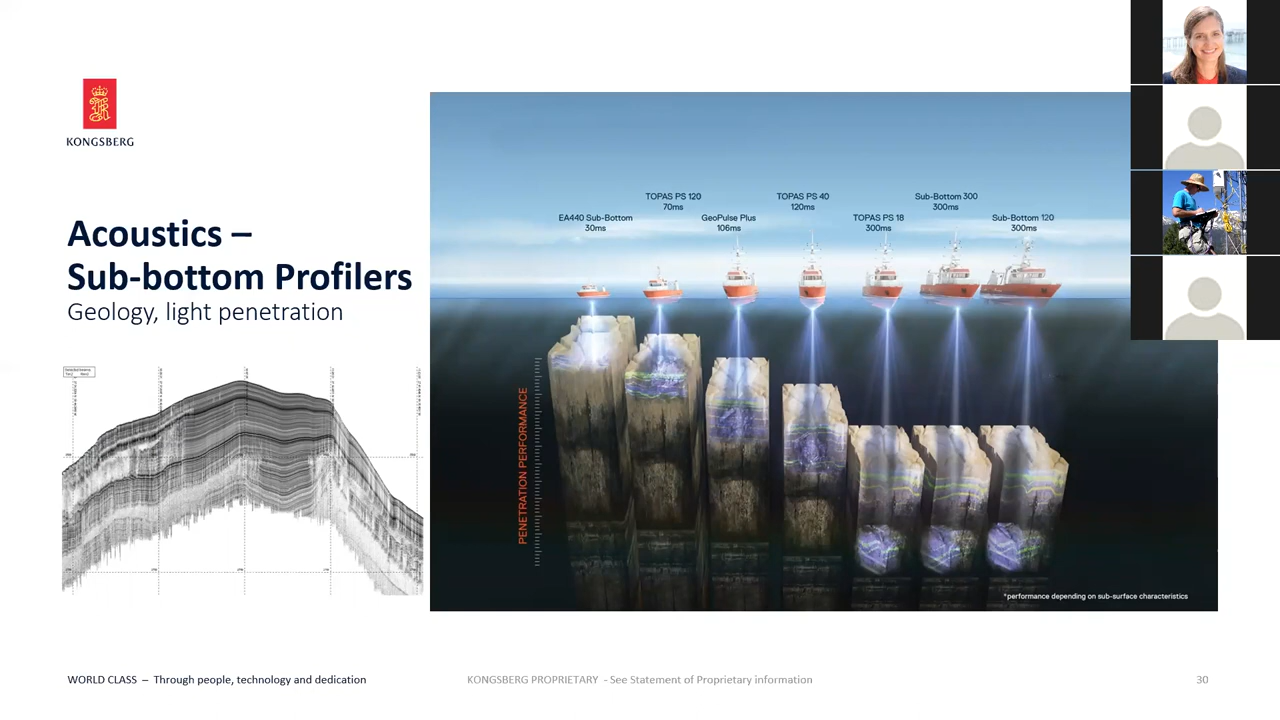 KONGSBERG
Acoustics –
Sub-bottom Profilers
Geology, light penetration
EA440 Sub-Bottom
30ms
TOPAS PS 120
70ms
GeoPulse Plus
106ms
TOPAS PS 40
120ms
TOPAS PS 18
300ms
Sub-Bottom 300
300ms
Sub-Bottom 120
300ms
PENETRATION PERFORMANCE
*performance depending on sub-surface characteristics
WORLD CLASS – Through people, technology and dedication
KONGSBERG PROPRIETARY - See Statement of Proprietary information
30